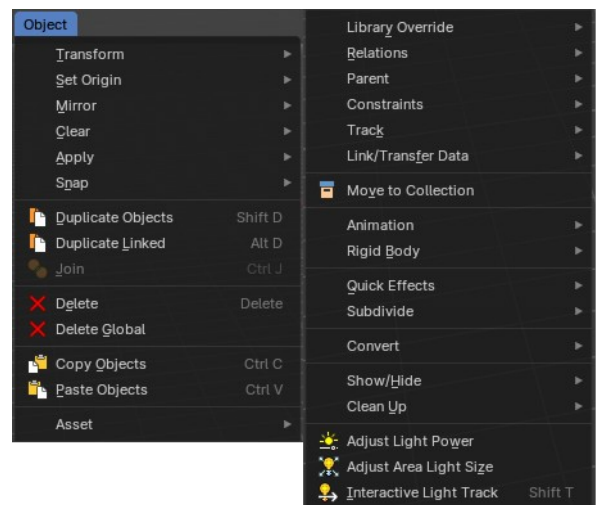 Object
Transform
Set Origin
Mirror
Clear
Apply
Snap
Duplicate Objects Shift D
Duplicate Linked Alt D
Join Ctrl J
Delete Delete
Delete Global
Copy Objects Ctrl C
Paste Objects Ctrl V
Asset
Library Override
Relations
Parent
Constraints
Track
Link/Transfer Data
Move to Collection
Animation
Rigid Body
Quick Effects
Subdivide
Convert
Show/Hide
Clean Up
Adjust Light Power
Adjust Area Light Size
Interactive Light Track Shift T